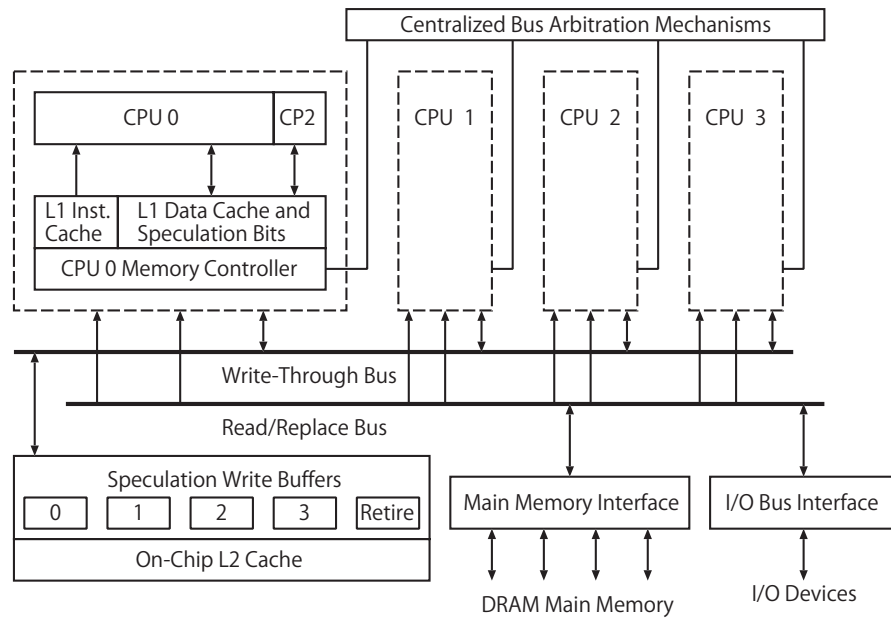 Centralized Bus Arbitration Mechanisms
CPU 0
CP2
CPU 1
CPU 2
CPU 3
L1 Inst.
Cache
L1 Data Cache and
Speculation Bits
CPU 0 Memory Controller
Write-Through Bus
Read/Replace Bus
Speculation Write Buffers
0
1
2
3
Retire
On-Chip L2 Cache
Main Memory Interface
I/O Bus Interface
DRAM Main Memory
I/O Devices